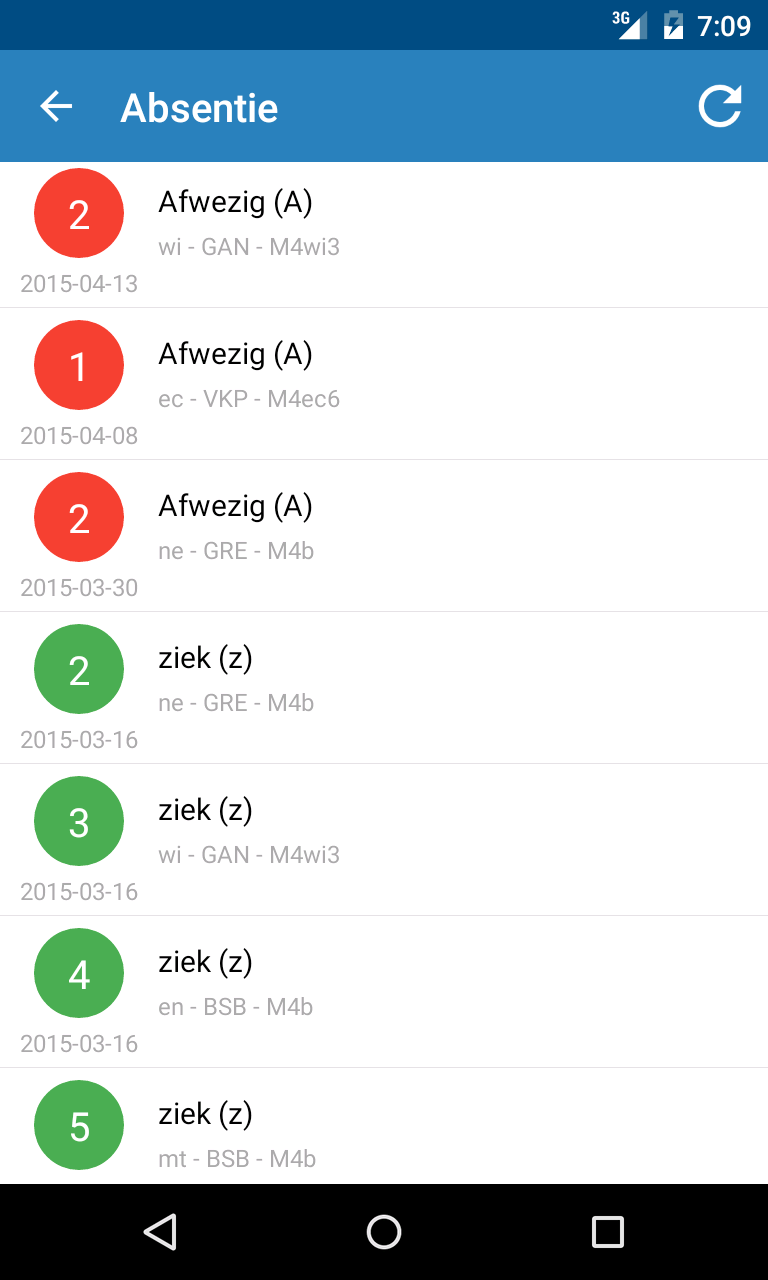 3G 7:09
Absentie
2
Afwezig (A)
wi - GAN - M4wi3
2015-04-13
1
Afwezig (A)
ec - VKP - M4ec6
2015-04-08
2
Afwezig (A)
ne - GRE - M4b
2015-03-30
2
ziek (z)
ne - GRE - M4b
2015-03-16
3
ziek (z)
wi - GAN - M4wi3
2015-03-16
4
ziek (z)
en - BSB - M4b
2015-03-16
5
ziek (z)
mt - BSB - M4b